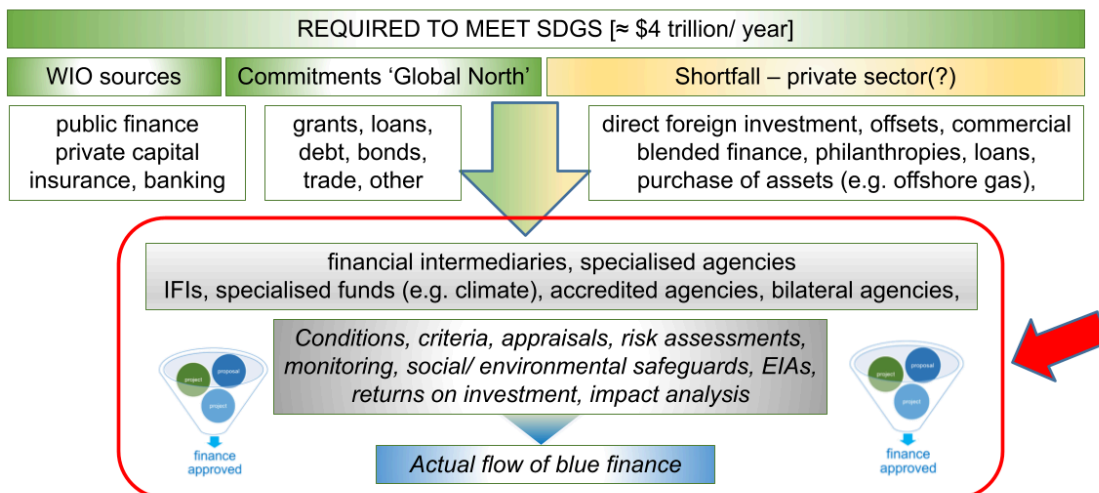 REQUIRED TO MEET SDGS [≈ $4 trillion/ year]
WIO sources
Commitments ‘Global North’
Shortfall – private sector(?)
public finance
private capital
insurance, banking
grants, loans,
debt, bonds,
trade, other
direct foreign investment, offsets, commercial
blended finance, philanthropies, loans,
purchase of assets (e.g. offshore gas),
financial intermediaries, specialised agencies
IFIs, specialised funds (e.g. climate), accredited agencies, bilateral agencies,
Conditions, criteria, appraisals, risk assessments,
monitoring, social/ environmental safeguards, EIAs,
returns on investment, impact analysis
proposal
project
project
finance
approved
proposal
project
project
finance
approved
Actual flow of blue finance